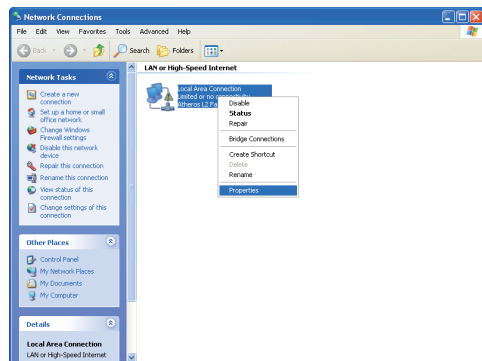 Network Connections
File Edit View Favorites Tools Advanced Help
Back Search Folders
Network Tasks
Create a new
connection
Set up a home or small
office network
Change Windows
Firewall settings
Disable this network
device
Repair this connection
Rename this connection
View status of this
connection
Change settings of this
connection
Other Places
Control Panel
My Network Places
My Documents
My Computer
Details
Local Area Connection
LAN or High-Speed Internet
LAN or High-Speed Internet
Local Area Connection
Limited or no
Atheros L2 Fa
Disable
Status
Repair
Bridge Connections
Create Shortcut
Delete
Rename
Properties